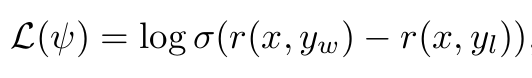 ℒ(ψ) = log σ(r(x, y_w) − r(x, y_l)).